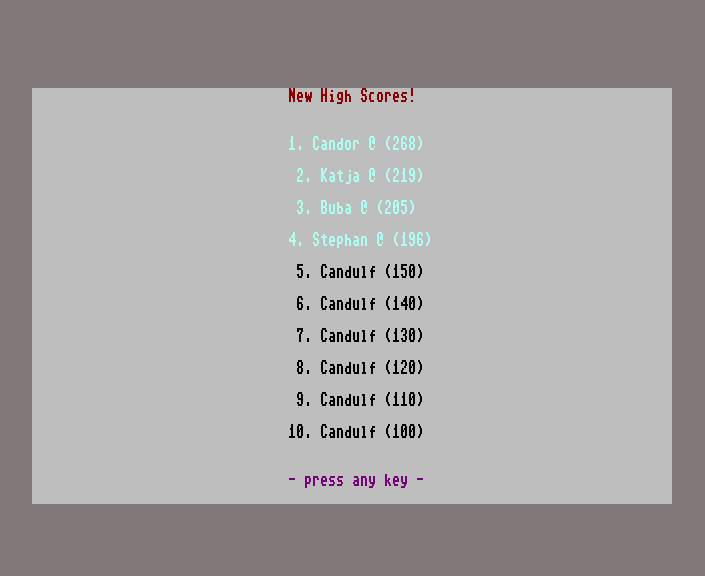 New High Scores!
1. Candor @ (268)
2. Katja @ (219)
3. Buba @ (205)
4. Stephan @ (196)
5. Candulf (150)
6. Candulf (140)
7. Candulf (130)
8. Candulf (120)
9. Candulf (110)
10. Candulf (100)
- press any key -